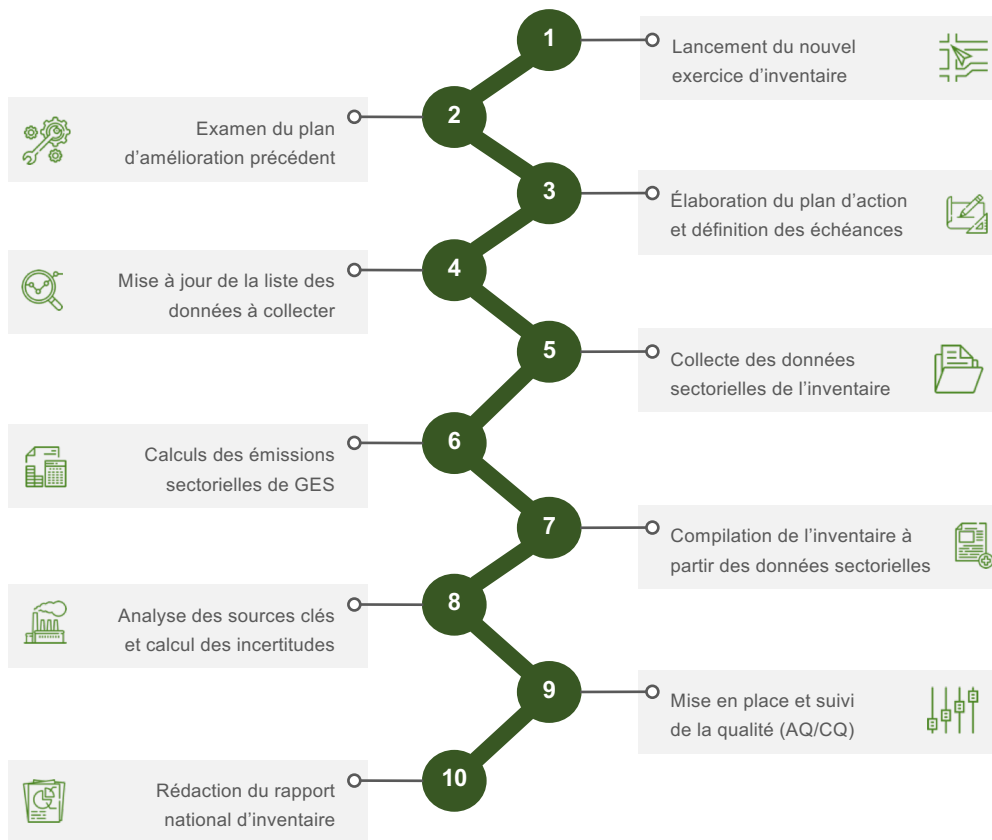 1
Lancement du nouvel
exercice d’inventaire
2
Examen du plan
d’amélioration précédent
3
Élaboration du plan d’action
et définition des échéances
4
Mise à jour de la liste des
données à collecter
5
Collecte des données
sectorielles de l’inventaire
6
Calculs des émissions
sectorielles de GES
7
Compilation de l’inventaire à
partir des données sectorielles
8
Analyse des sources clés
et calcul des incertitudes
9
Mise en place et suivi
de la qualité (AQ/CQ)
10
Rédaction du rapport
national d’inventaire